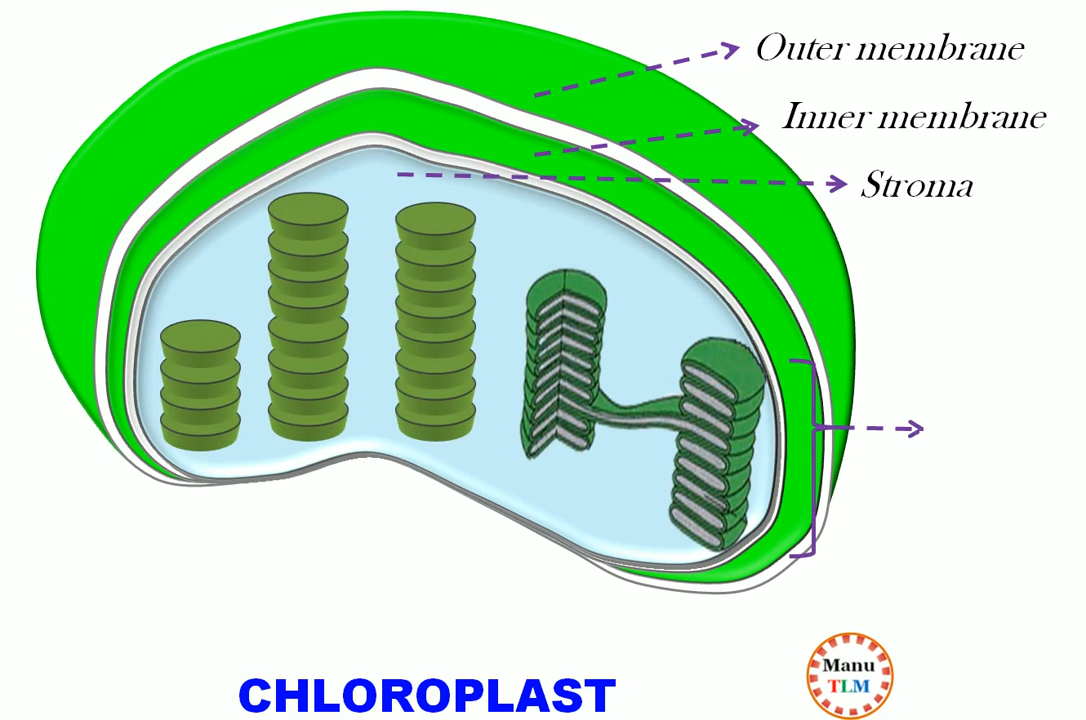 Outer membrane
Inner membrane
Stroma
CHLOROPLAST
Manu
TLM